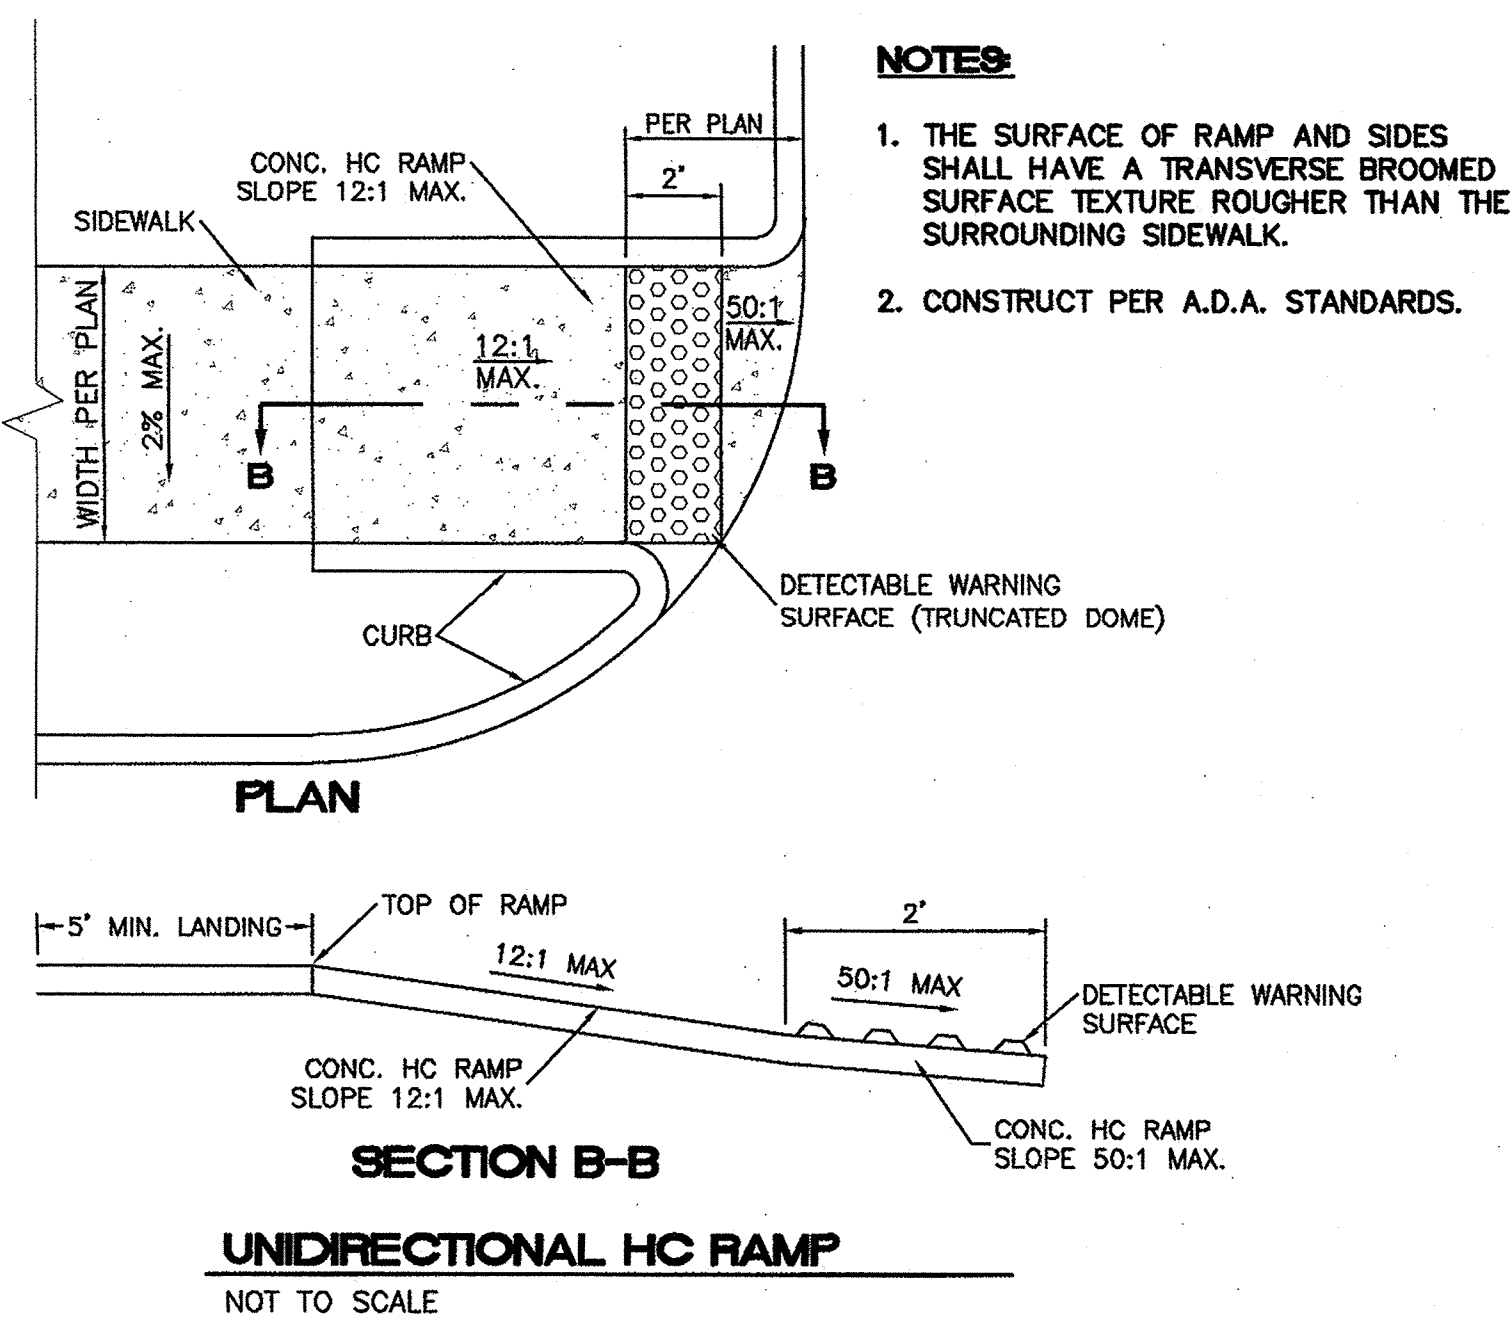 NOTES:
1. THE SURFACE OF RAMP AND SIDES
SHALL HAVE A TRANSVERSE BROOMED
SURFACE TEXTURE ROUGHER THAN THE
SURROUNDING SIDEWALK.
2. CONSTRUCT PER A.D.A. STANDARDS.
PER PLAN
2'
CONC. HC RAMP
SLOPE 12:1 MAX.
SIDEWALK
WIDTH PER PLAN
2% MAX.
12:1
MAX.
50:1
MAX.
B
B
DETECTABLE WARNING
SURFACE (TRUNCATED DOME)
CURB
PLAN
5' MIN. LANDING
TOP OF RAMP
12:1 MAX
2'
50:1 MAX
DETECTABLE WARNING
SURFACE
CONC. HC RAMP
SLOPE 12:1 MAX.
CONC. HC RAMP
SLOPE 50:1 MAX.
SECTION B-B
UNIDIRECTIONAL HC RAMP
NOT TO SCALE